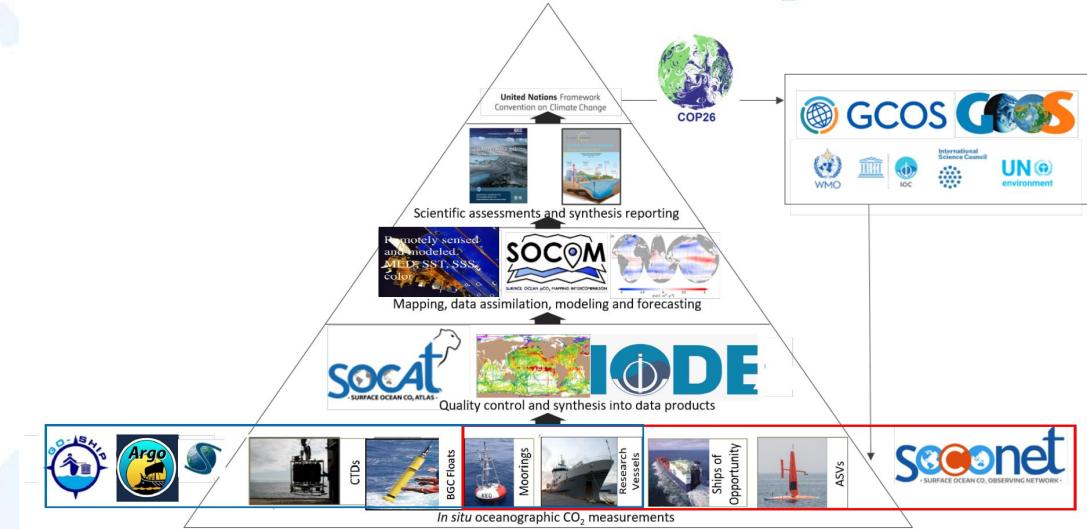 United Nations Framework
Convention on Climate Change
COP26
GCOS
GOOS
WMO
IOC
International
Science Council
UN
environment
Scientific assessments and synthesis reporting
Remotely sensed
and modeled.
MLD, SST, SSS,
color
SOCOM
SURFACE OCEAN pCO₂ MAPPING INTERCOMPARISON
Mapping, data assimilation, modeling and forecasting
SOCAT
SURFACE OCEAN CO₂ ATLAS
IODE
Quality control and synthesis into data products
GO-SHIP
Argo
CTDs
BGC Floats
Moorings
Research
Vessels
Ships of
Opportunity
ASVs
SOCOnet
SURFACE OCEAN CO₂ OBSERVING NETWORK
In situ oceanographic CO₂ measurements